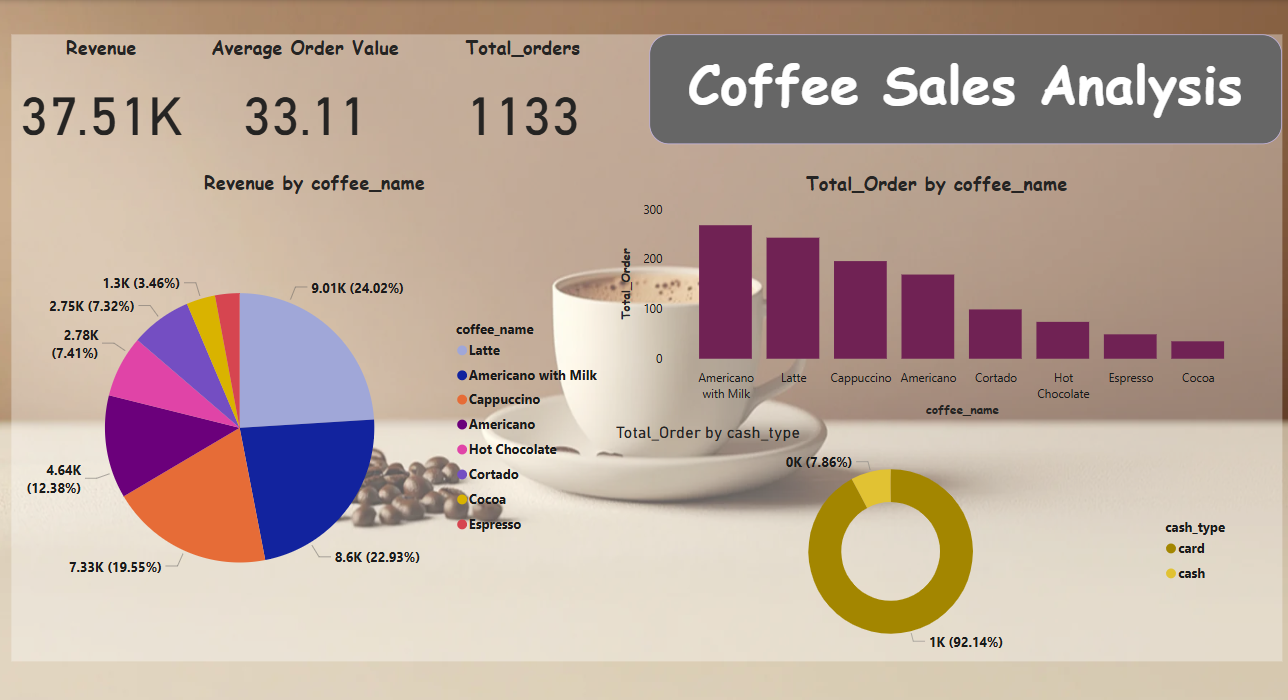 Revenue
Average Order Value
Total_orders
Coffee Sales Analysis
37.51K
33.11
1133
Revenue by coffee_name
9.01K (24.02%)
8.6K (22.93%)
7.33K (19.55%)
4.64K
(12.38%)
2.78K
(7.41%)
2.75K (7.32%)
1.3K (3.46%)
coffee_name
Latte
Americano with Milk
Cappuccino
Americano
Hot Chocolate
Cortado
Cocoa
Espresso
Total_Order by coffee_name
Total_Order
300
200
100
0
Americano
with Milk
Latte
Cappuccino
Americano
Cortado
Hot
Chocolate
Espresso
Cocoa
coffee_name
Total_Order by cash_type
0K (7.86%)
1K (92.14%)
cash_type
card
cash